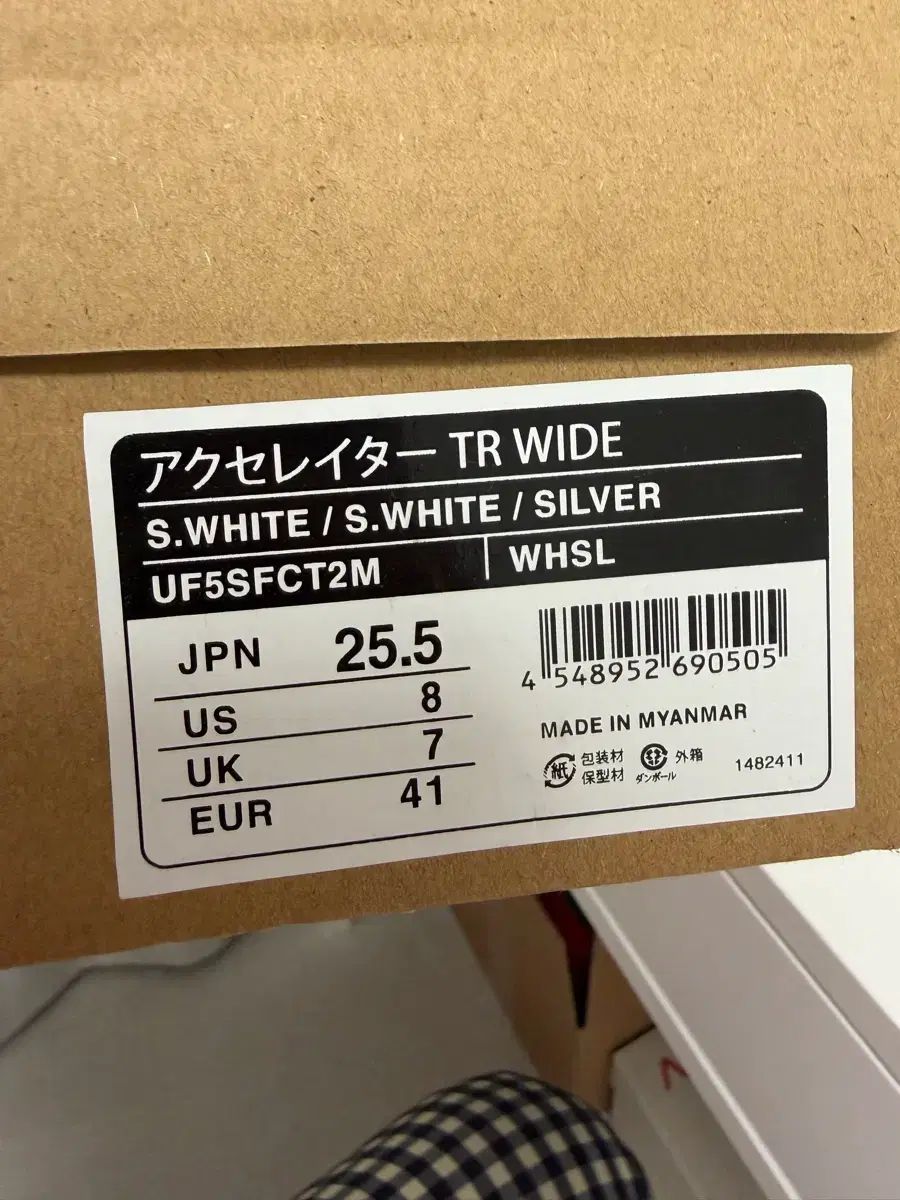 アクセレイター TR WIDE
S.WHITE / S.WHITE / SILVER
UF5SFCT2M WHSL
JPN 25.5
US 8
UK 7
EUR 41
4 548952 690505
MADE IN MYANMAR
紙 包装材 保型材
ダンボール 外箱
1482411